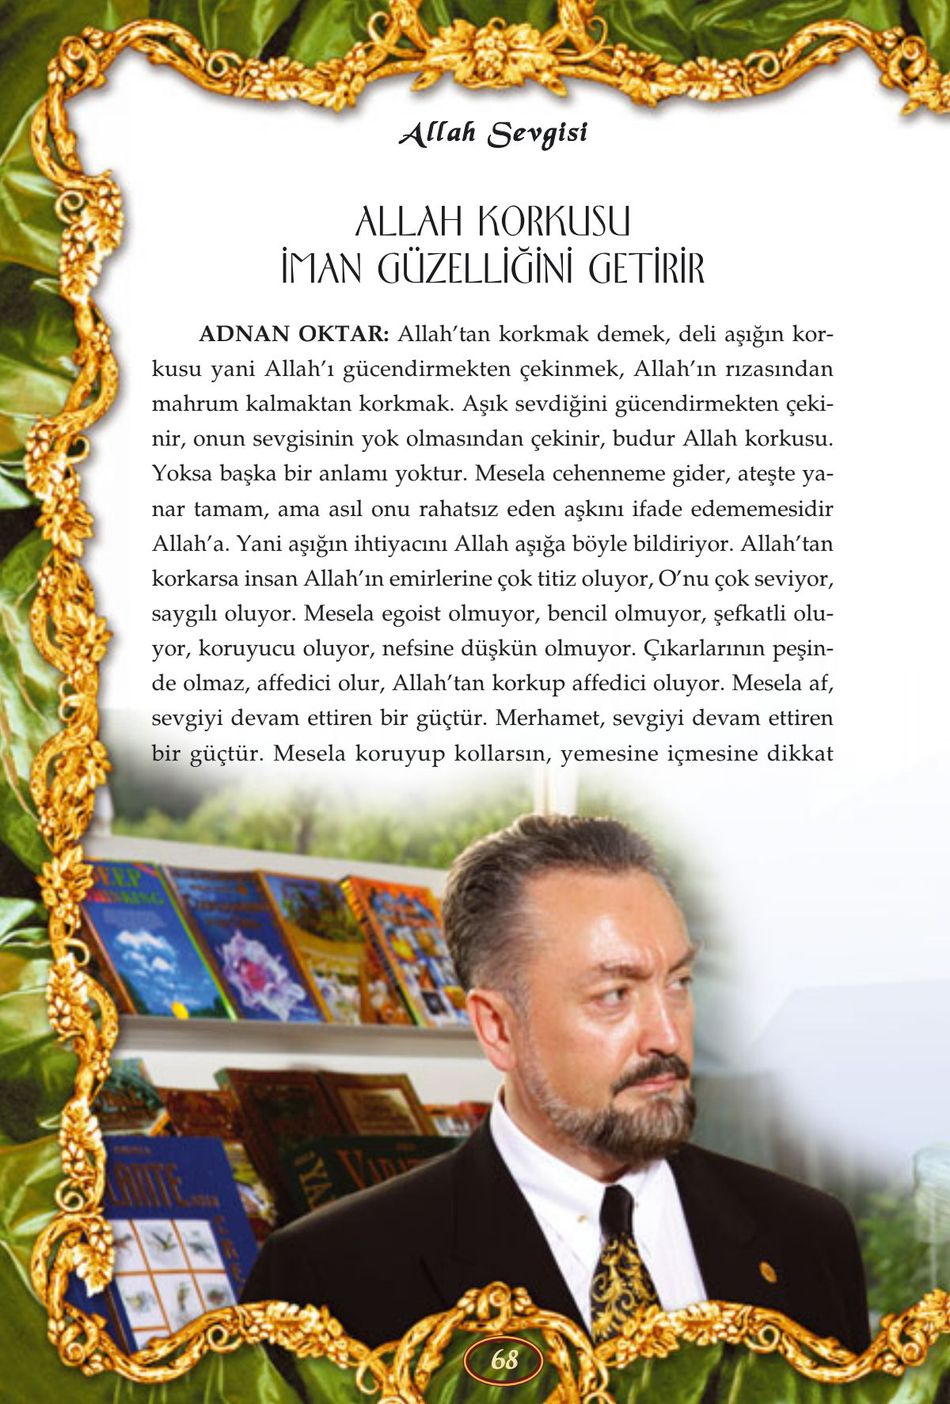 Allah Sevgisi
ALLAH KORKUSU
İMAN GÜZELLİĞİNİ GETİRİR
ADNAN OKTAR: Allah’tan korkmak demek, deli aşığın kor-
kusu yani Allah’ı gücendirmekten çekinmek, Allah’ın rızasından
mahrum kalmaktan korkmak. Aşık sevdiğini gücendirmekten çeki-
nir, onun sevgisinin yok olmasından çekinir, budur Allah korkusu.
Yoksa başka bir anlamı yoktur. Mesela cehenneme gider, ateşte ya-
nar tamam, ama asıl onu rahatsız eden aşkını ifade edememesidir
Allah’a. Yani aşığın ihtiyacını Allah aşığa böyle bildiriyor. Allah’tan
korkarsa insan Allah’ın emirlerine çok titiz oluyor, O’nu çok seviyor,
saygılı oluyor. Mesela egoist olmuyor, bencil olmuyor, şefkatli olu-
yor, koruyucu oluyor, nefsine düşkün olmuyor. Çıkarlarının peşin-
de olmaz, affedici olur, Allah’tan korkup affedici oluyor. Mesela af,
sevgiyi devam ettiren bir güçtür. Merhamet, sevgiyi devam ettiren
bir güçtür. Mesela koruyup kollarsın, yemesine içmesine dikkat
68